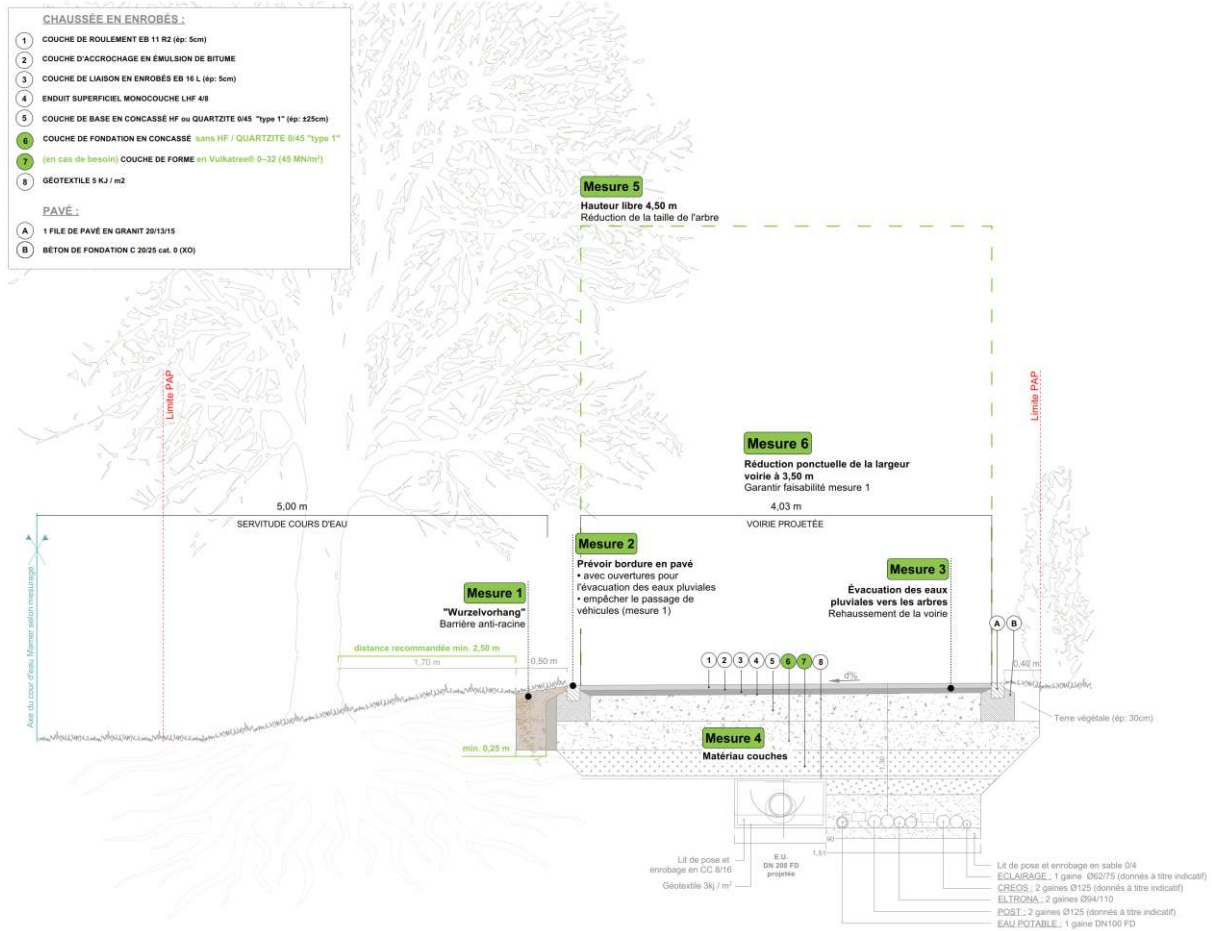 CHAUSSÉE EN ENROBÉS :
1 COUCHE DE ROULEMENT EB 11 R2 (ép: 5cm)
2 COUCHE D'ACCROCHAGE EN ÉMULSION DE BITUME
3 COUCHE DE LIAISON EN ENROBÉS EB 16 L (ép: 5cm)
4 ENDUIT SUPERFICIEL MONOCOUCHE LHF 4/8
5 COUCHE DE BASE EN CONCASSÉ HF ou QUARTZITE 0/45 "type 1" (ép: ±25cm)
6 COUCHE DE FONDATION EN CONCASSÉ sans HF / QUARTZITE 0/45 "type 1"
7 (en cas de besoin) COUCHE DE FORME en Vulkatree® 0–32 (45 MN/m²)
8 GÉOTEXTILE 5 KJ / m2
PAVÉ :
A 1 FILE DE PAVÉ EN GRANIT 20/13/15
B BÉTON DE FONDATION C 20/25 cat. 0 (XO)
Mesure 5
Hauteur libre 4,50 m
Réduction de la taille de l'arbre
Limite PAP
Limite PAP
Mesure 6
Réduction ponctuelle de la largeur
voirie à 3,50 m
Garantir faisabilité mesure 1
5,00 m
SERVITUDE COURS D'EAU
4,03 m
VOIRIE PROJETÉE
Axe du cour d'eau Mamer selon mesurage
Mesure 2
Prévoir bordure en pavé
• avec ouvertures pour
l'évacuation des eaux pluviales
• empêcher le passage de
véhicules (mesure 1)
Mesure 3
Évacuation des eaux
pluviales vers les arbres
Rehaussement de la voirie
Mesure 1
"Wurzelvorhang"
Barrière anti-racine
distance recommandée min. 2,50 m
1,70 m
0,50 m
1 2 3 4 5 6 7 8
d%
A B
0,40 m
Terre végétale (ép: 30cm)
min. 0,25 m
Mesure 4
Matériau couches
1,30
90
1,51
Lit de pose et
enrobage en CC 8/16
Géotextile 3kj / m²
E.U.
DN 200 FD
projetée
Lit de pose et enrobage en sable 0/4
ECLAIRAGE : 1 gaine Ø62/75 (donnés à titre indicatif)
CREOS : 2 gaines Ø125 (donnés à titre indicatif)
ELTRONA : 2 gaines Ø94/110
POST : 2 gaines Ø125 (donnés à titre indicatif)
EAU POTABLE : 1 gaine DN100 FD